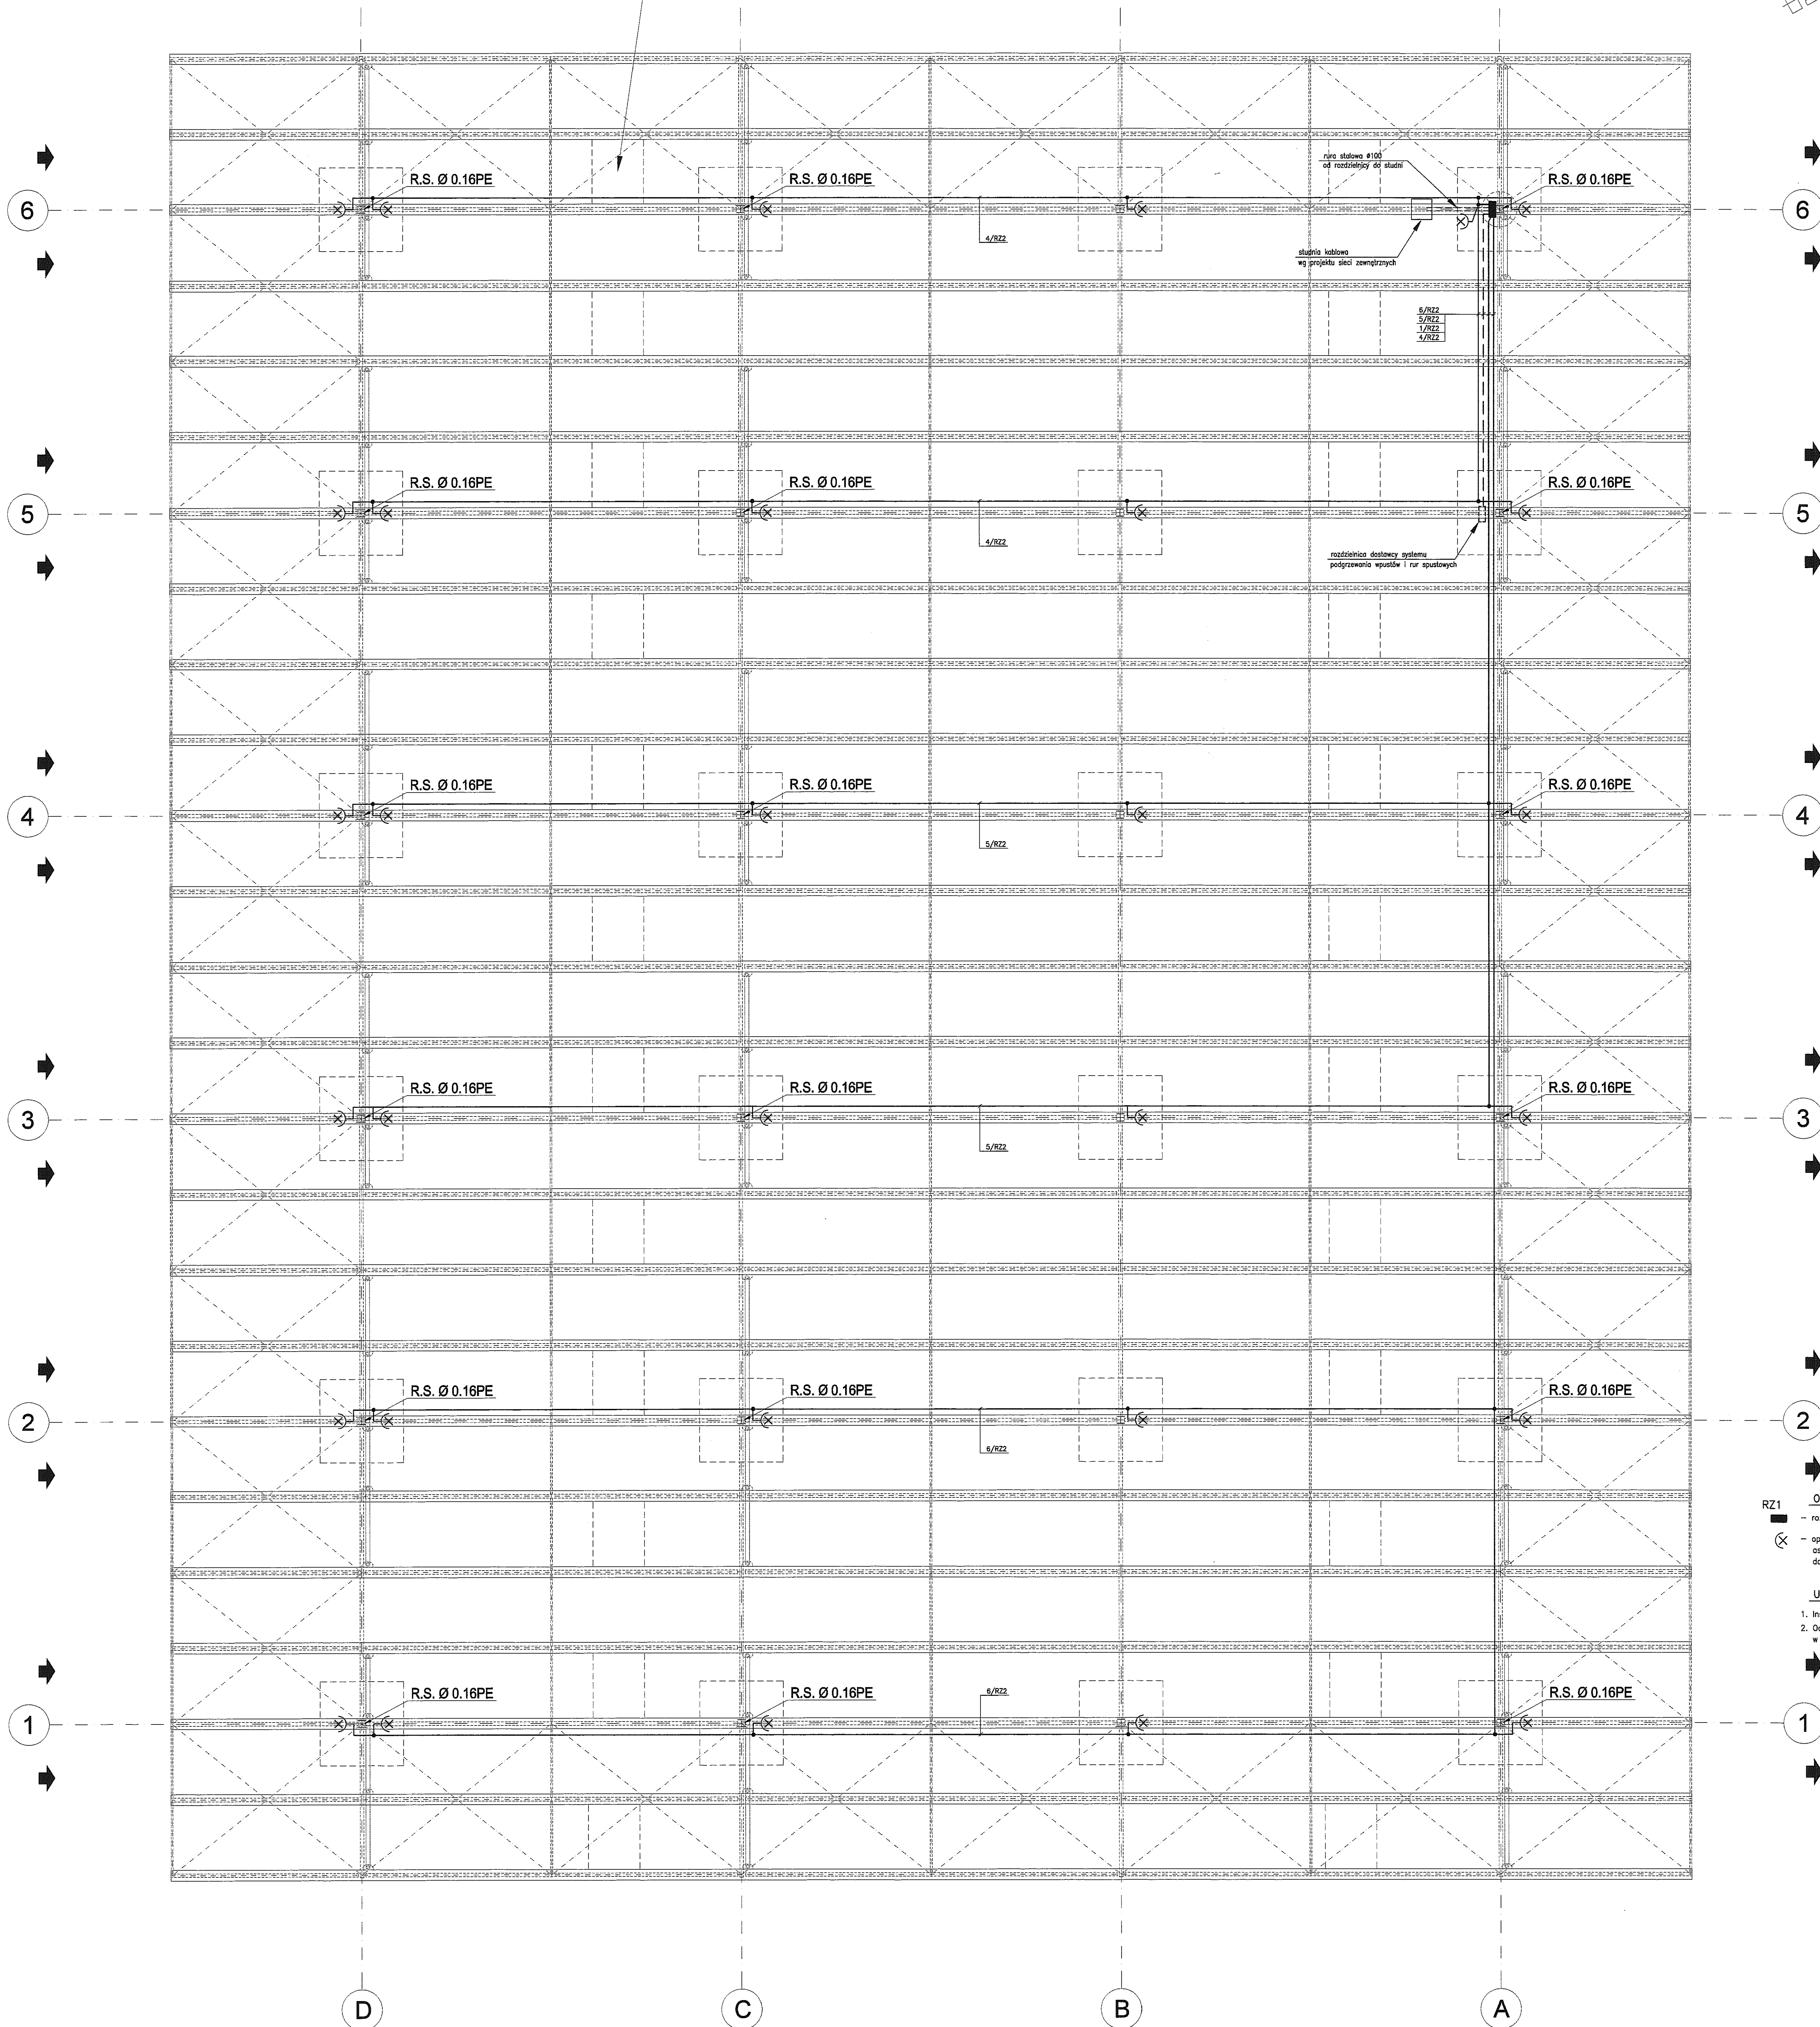 R.S. Ø 0.16PE
R.S. Ø 0.16PE
rura stalowa ø100
od rozdzielnicy do studni
R.S. Ø 0.16PE
6
6
4/RZ2
studnia kablowa
wg projektu sieci zewnętrznych
6/RZ2
5/RZ2
1/RZ2
4/RZ2
R.S. Ø 0.16PE
R.S. Ø 0.16PE
R.S. Ø 0.16PE
5
5
4/RZ2
rozdzielnica dostawcy systemu
podgrzewania wpustów i rur spustowych
R.S. Ø 0.16PE
R.S. Ø 0.16PE
R.S. Ø 0.16PE
4
4
5/RZ2
R.S. Ø 0.16PE
R.S. Ø 0.16PE
R.S. Ø 0.16PE
3
3
5/RZ2
R.S. Ø 0.16PE
R.S. Ø 0.16PE
R.S. Ø 0.16PE
2
2
6/RZ2
RZ1
1.
2.
w
R.S. Ø 0.16PE
R.S. Ø 0.16PE
6/RZ2
R.S. Ø 0.16PE
1
1
D
C
B
A